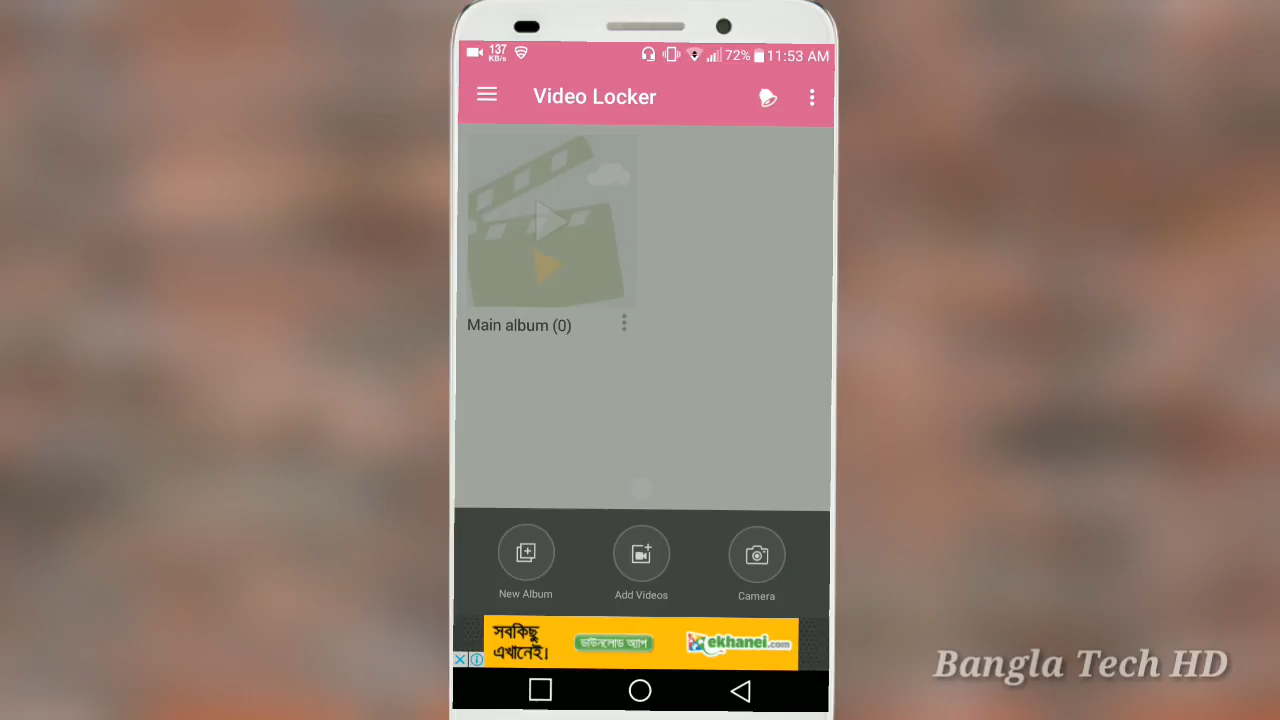 137
KB/s
72%
11:53 AM
Video Locker
Main album (0)
New Album
Add Videos
Camera
সবকিছু
এখানেই।
ডাউনলোড অ্যাপ
ekhanei.com
Bangla Tech HD